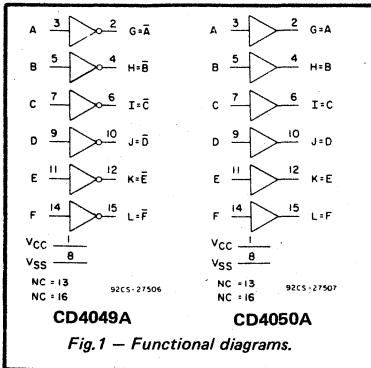 A 3 2 G=A̅
B 5 4 H=B̅
C 7 6 I=C̅
D 9 10 J=D̅
E 11 12 K=E̅
F 14 15 L=F̅
VCC 1
VSS 8
NC = 13
NC = 16
92CS-27506
CD4049A
A 3 2 G=A
B 5 4 H=B
C 7 6 I=C
D 9 10 J=D
E 11 12 K=E
F 14 15 L=F
VCC 1
VSS 8
NC = 13
NC = 16
92CS-27507
CD4050A
Fig. 1 — Functional diagrams.